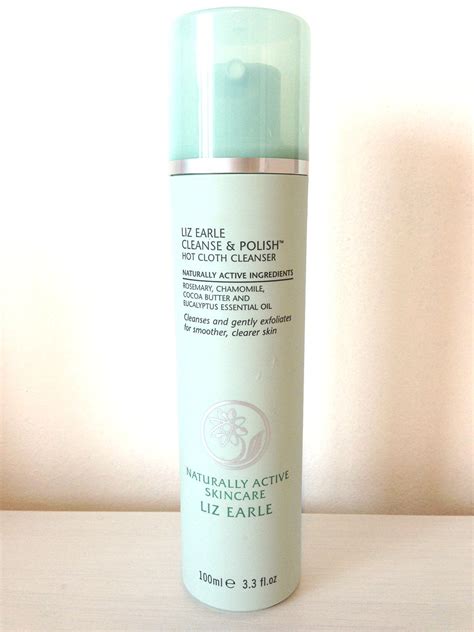 LIZ EARLE
CLEANSE & POLISH™
HOT CLOTH CLEANSER
NATURALLY ACTIVE INGREDIENTS
ROSEMARY, CHAMOMILE,
COCOA BUTTER AND
EUCALYPTUS ESSENTIAL OIL
Cleanses and gently exfoliates
for smoother, clearer skin
NATURALLY ACTIVE
SKINCARE
LIZ EARLE
100ml ℮ 3.3 fl.oz